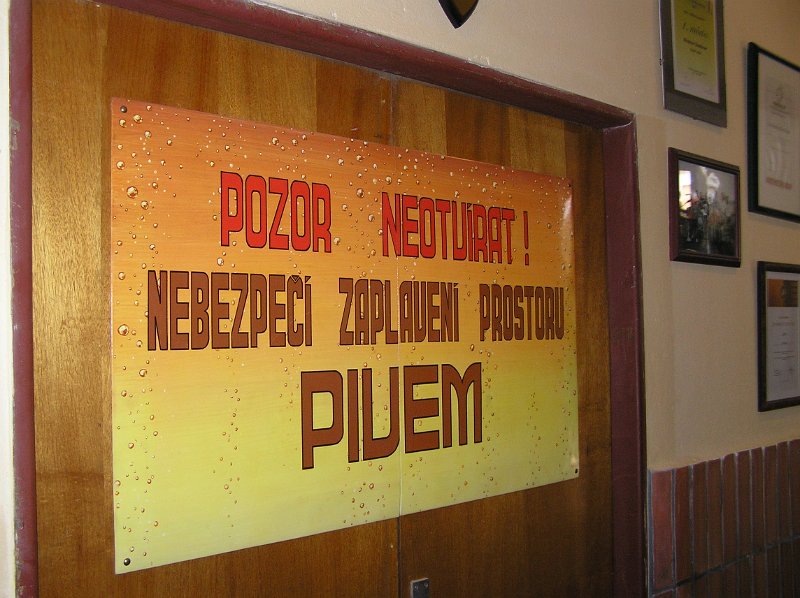 POZOR NEOTVÍRAT!
NEBEZPEČÍ ZAPLAVENÍ PROSTORU
PIVEM